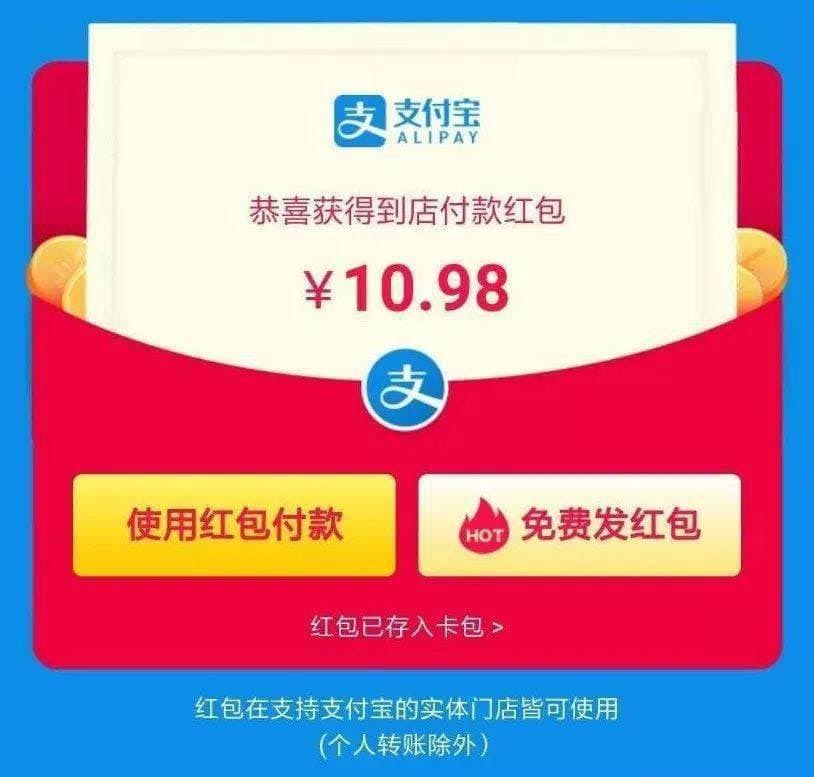 支 支付宝
ALIPAY
恭喜获得到店付款红包
¥10.98
支
使用红包付款
HOT 免费发红包
红包已存入卡包 >
红包在支持支付宝的实体门店皆可使用
(个人转账除外)